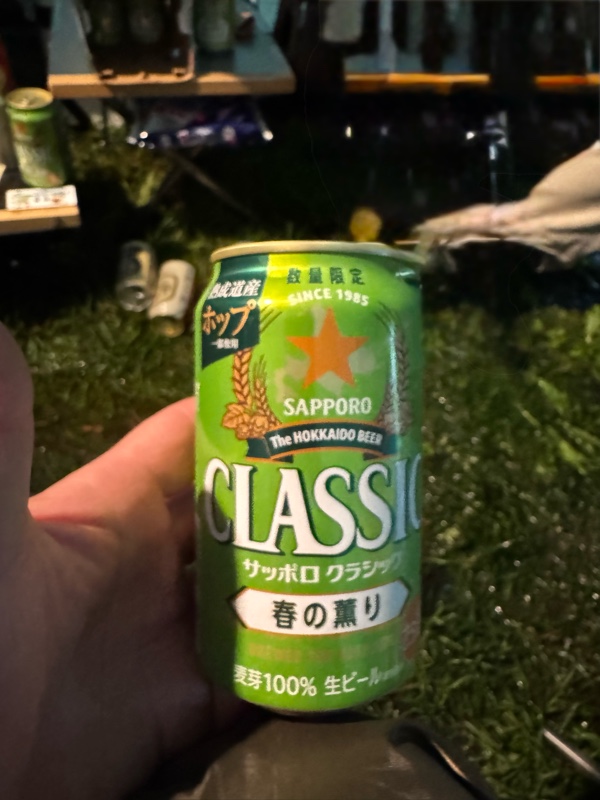 数量限定
SINCE 1985
熟成道産
ホップ
一部使用
SAPPORO
The HOKKAIDO BEER
CLASSIC
サッポロ クラシック
春の薫り
麦芽100% 生ビール